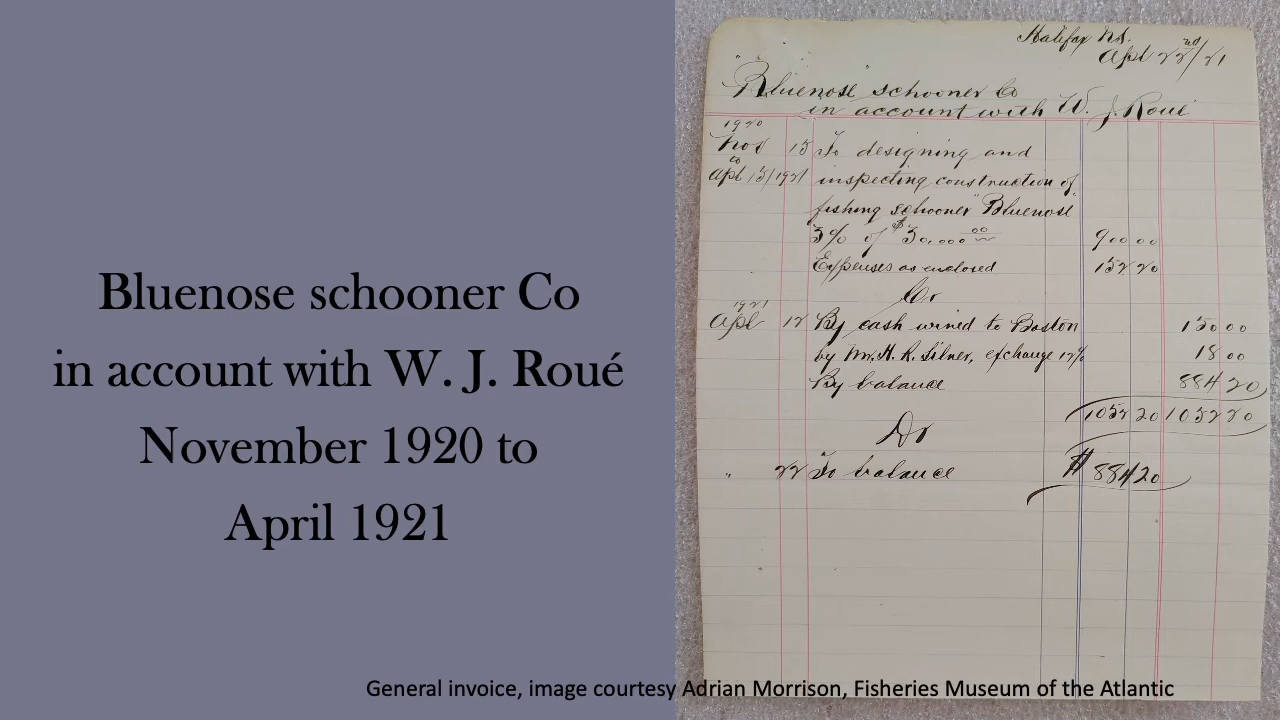 Bluenose schooner Co
in account with W. J. Roué
November 1920 to
April 1921
Halifax N.S.
Apl 22nd/21
"Bluenose" schooner Co
in account with W. J. Roué
1920
Nov 15 To designing and
to
Apl 15/1921 inspecting construction of
fishing schooner "Bluenose"
3% of $30,000 00 900 00
Expenses as enclosed 152 20
Cr
1921
Apl 12 By cash wired to Boston 150 00
by Mr. H. R. Silver, exchange 12% 18 00
By balance 884 20
1052 20 1052 20
Dr
" 22 To balance $ 884 20
General invoice, image courtesy Adrian Morrison, Fisheries Museum of the Atlantic